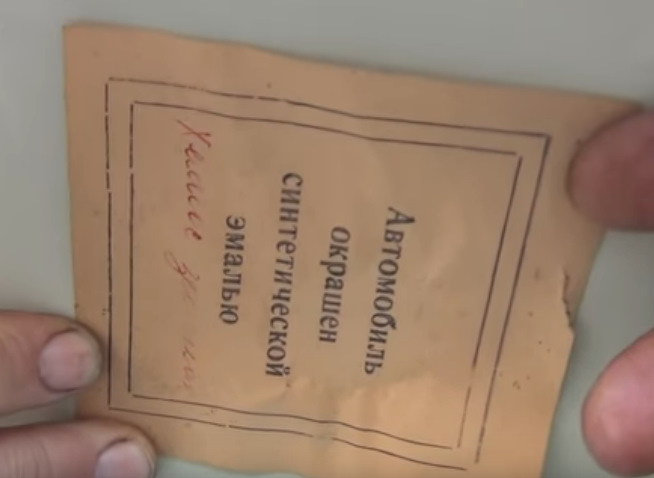 Автомобиль
окрашен
синтетической
эмалью